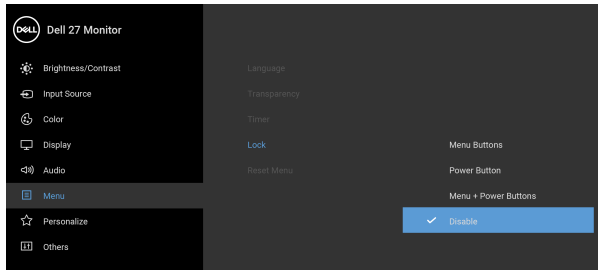 DELL
Dell 27 Monitor
Brightness/Contrast
Input Source
Color
Display
Audio
Menu
Personalize
Others
Language
Transparency
Timer
Lock
Reset Menu
Menu Buttons
Power Button
Menu + Power Buttons
Disable